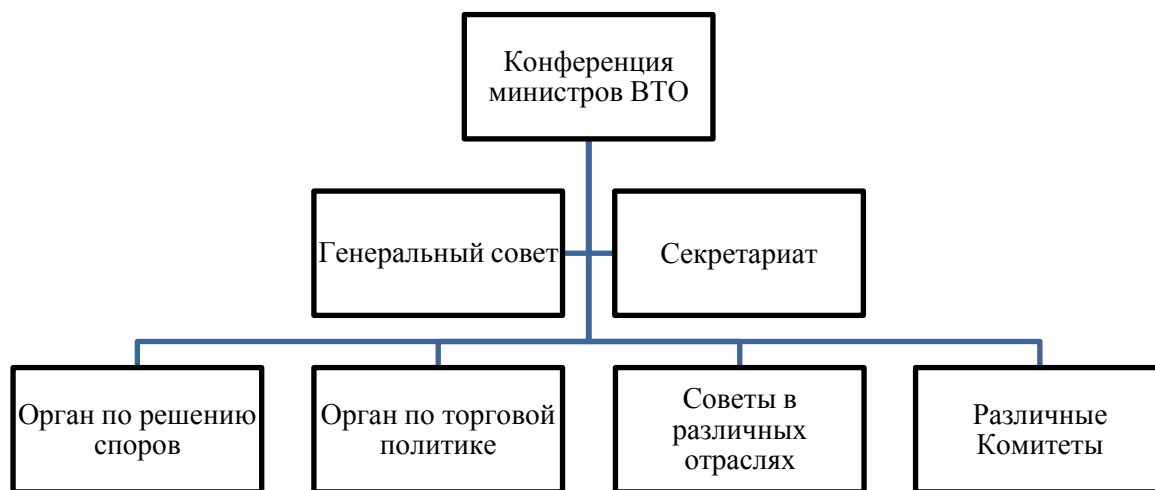 Конференция
министров ВТО
Генеральный совет
Секретариат
Орган по решению
споров
Орган по торговой
политике
Советы в
различных
отраслях
Различные
Комитеты